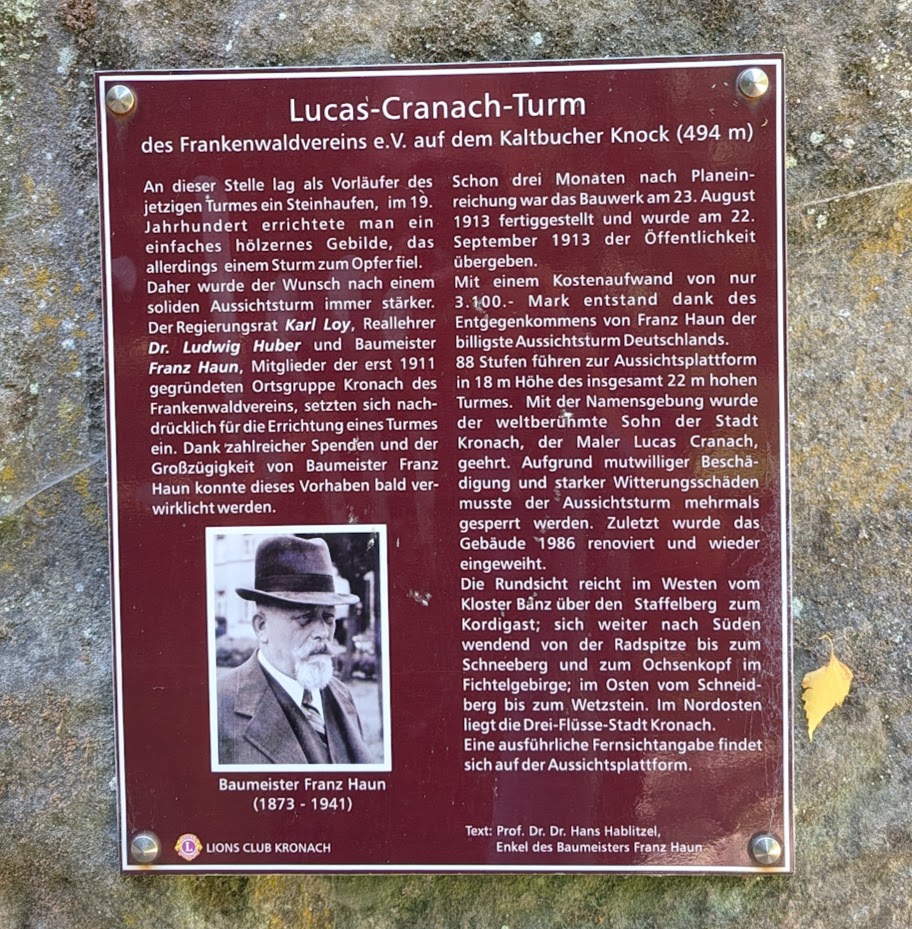 Lucas-Cranach-Turm
des Frankenwaldvereins e.V. auf dem Kaltbucher Knock (494 m)
An dieser Stelle lag als Vorläufer des
jetzigen Turmes ein Steinhaufen, im 19.
Jahrhundert errichtete man ein
einfaches hölzernes Gebilde, das
allerdings einem Sturm zum Opfer fiel.
Daher wurde der Wunsch nach einem
soliden Aussichtsturm immer stärker.
Der Regierungsrat Karl Loy, Reallehrer
Dr. Ludwig Huber und Baumeister
Franz Haun, Mitglieder der erst 1911
gegründeten Ortsgruppe Kronach des
Frankenwaldvereins, setzten sich nach-
drücklich für die Errichtung eines Turmes
ein. Dank zahlreicher Spenden und der
Großzügigkeit von Baumeister Franz
Haun konnte dieses Vorhaben bald ver-
wirklicht werden.
Baumeister Franz Haun
(1873 - 1941)
L
LIONS CLUB KRONACH
Schon drei Monaten nach Planein-
reichung war das Bauwerk am 23. August
1913 fertiggestellt und wurde am 22.
September 1913 der Öffentlichkeit
übergeben.
Mit einem Kostenaufwand von nur
3.100.- Mark entstand dank des
Entgegenkommens von Franz Haun der
billigste Aussichtsturm Deutschlands.
88 Stufen führen zur Aussichtsplattform
in 18 m Höhe des insgesamt 22 m hohen
Turmes. Mit der Namensgebung wurde
der weltberühmte Sohn der Stadt
Kronach, der Maler Lucas Cranach,
geehrt. Aufgrund mutwilliger Beschä-
digung und starker Witterungsschäden
musste der Aussichtsturm mehrmals
gesperrt werden. Zuletzt wurde das
Gebäude 1986 renoviert und wieder
eingeweiht.
Die Rundsicht reicht im Westen vom
Kloster Banz über den Staffelberg zum
Kordigast; sich weiter nach Süden
wendend von der Radspitze bis zum
Schneeberg und zum Ochsenkopf im
Fichtelgebirge; im Osten vom Schneid-
berg bis zum Wetzstein. Im Nordosten
liegt die Drei-Flüsse-Stadt Kronach.
Eine ausführliche Fernsichtangabe findet
sich auf der Aussichtsplattform.
Text: Prof. Dr. Dr. Hans Hablitzel,
Enkel des Baumeisters Franz Haun